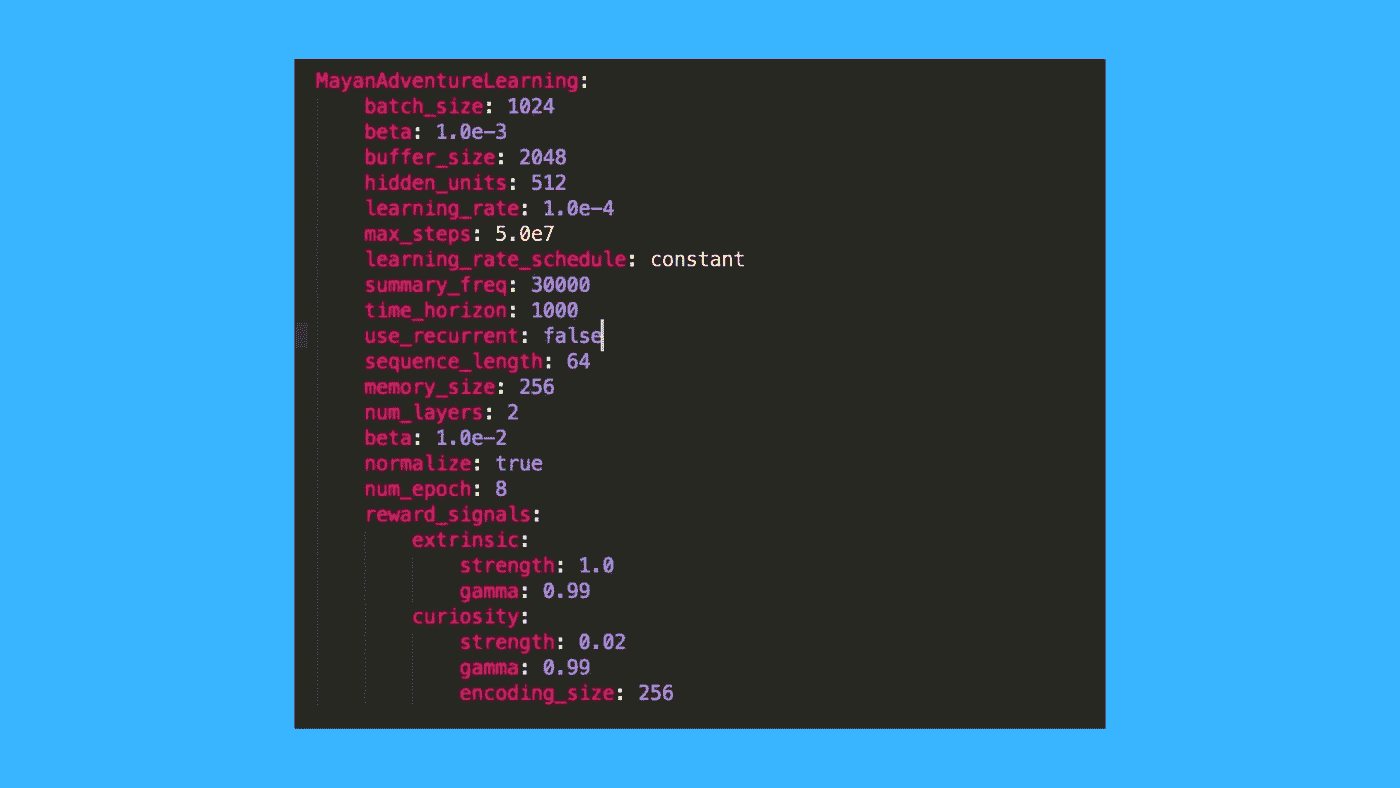 MayanAdventureLearning:
batch_size: 1024
beta: 1.0e-3
buffer_size: 2048
hidden_units: 512
learning_rate: 1.0e-4
max_steps: 5.0e7
learning_rate_schedule: constant
summary_freq: 30000
time_horizon: 1000
use_recurrent: false
sequence_length: 64
memory_size: 256
num_layers: 2
beta: 1.0e-2
normalize: true
num_epoch: 8
reward_signals:
extrinsic:
strength: 1.0
gamma: 0.99
curiosity:
strength: 0.02
gamma: 0.99
encoding_size: 256